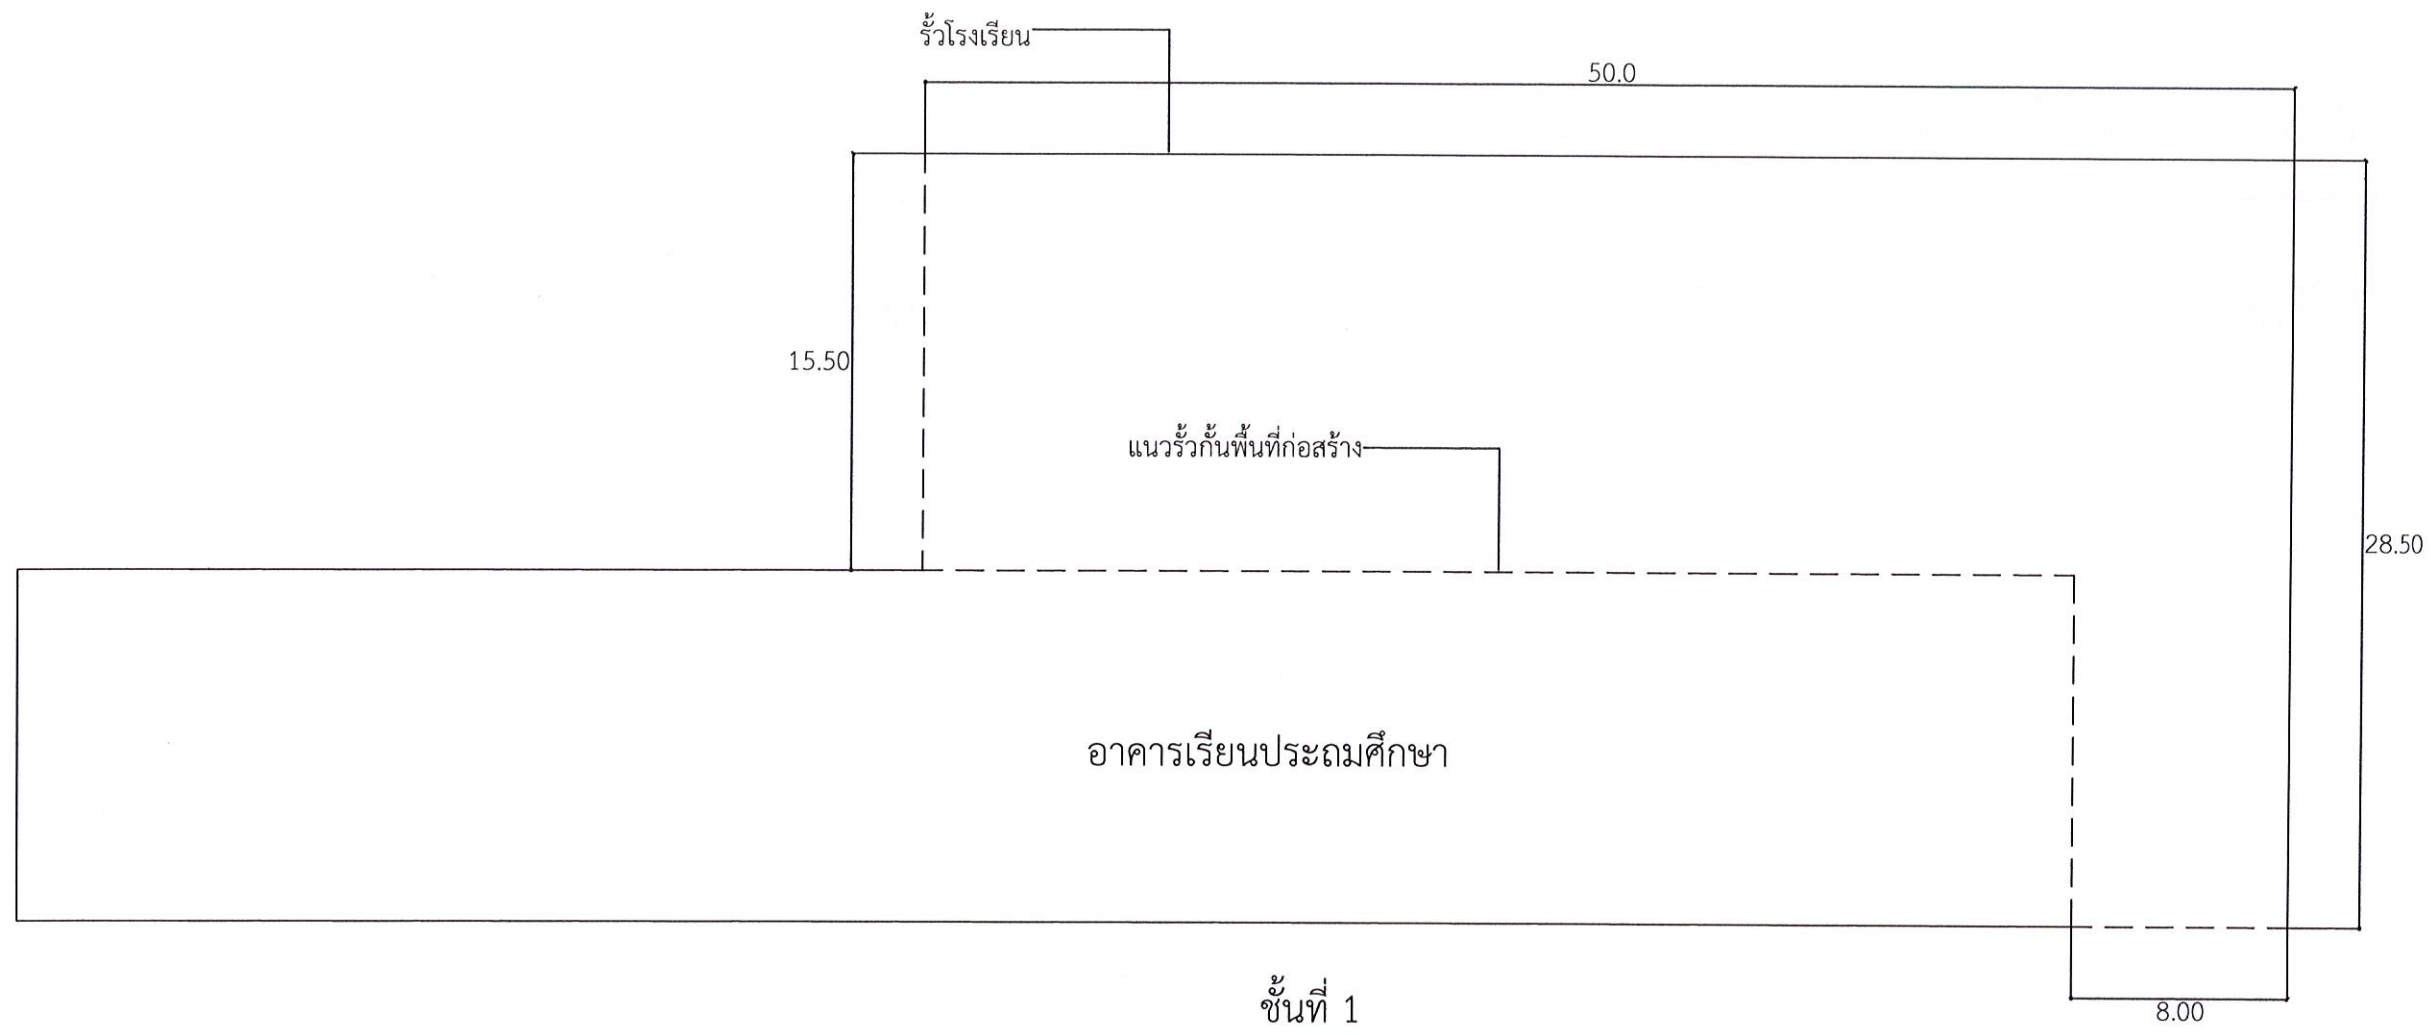 รั้วโรงเรียน
50.0
15.50
แนวรั้วกั้นพื้นที่ก่อสร้าง
28.50
อาคารเรียนประถมศึกษา
ชั้นที่ 1
8.00